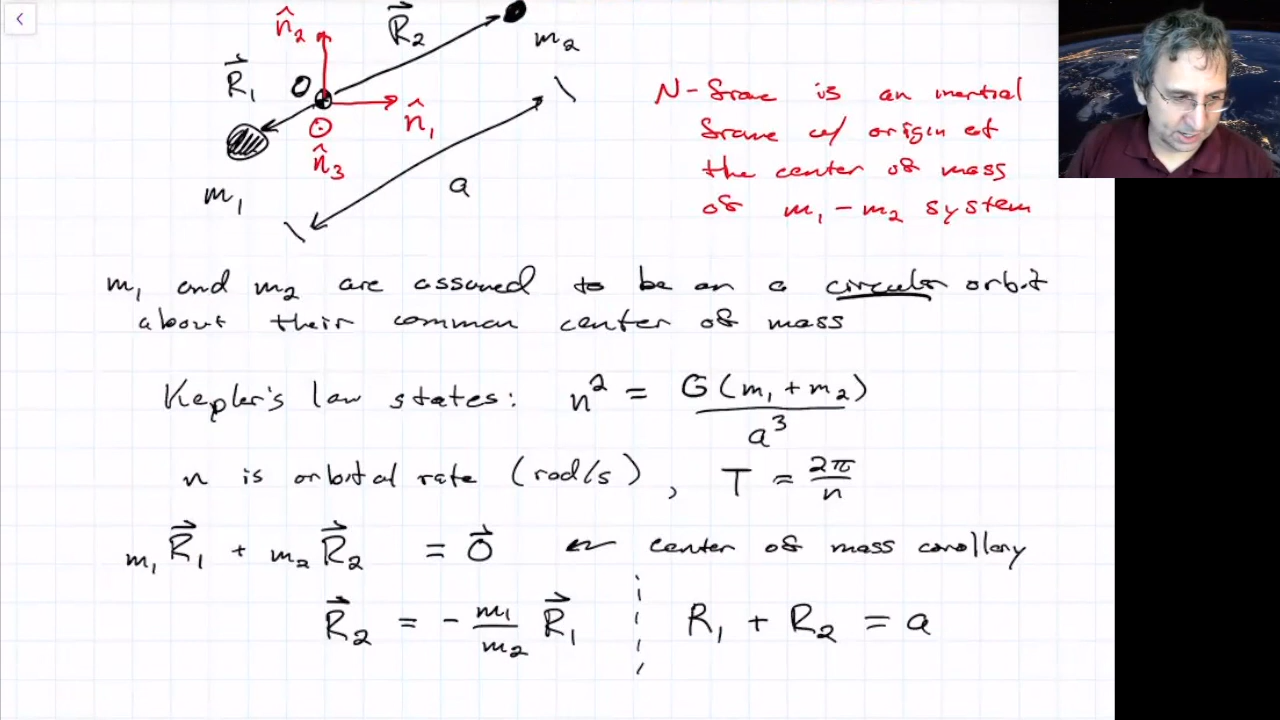 n̂₂
R⃗₂
m₂
R⃗₁
O
n̂₁
n̂₃
m₁
a
N-frame is an inertial
frame w/ origin at
the center of mass
of m₁-m₂ system
m₁ and m₂ are assumed to be on a circular orbit
about their common center of mass
Kepler's law states: n² = G(m₁+m₂) / a³
n is orbital rate (rad/s), T = 2π / n
m₁R⃗₁ + m₂R⃗₂ = 0⃗ ← center of mass corollary
R⃗₂ = - m₁/m₂ R⃗₁ R₁ + R₂ = a